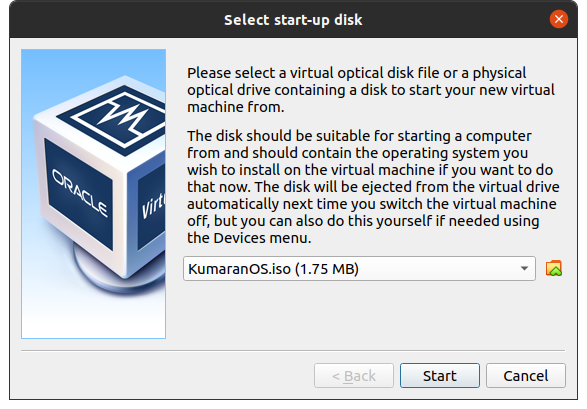 Select start-up disk
Please select a virtual optical disk file or a physical
optical drive containing a disk to start your new virtual
machine from.
The disk should be suitable for starting a computer
from and should contain the operating system you
wish to install on the virtual machine if you want to do
that now. The disk will be ejected from the virtual drive
automatically next time you switch the virtual machine
off, but you can also do this yourself if needed using
the Devices menu.
ORACLE
Virtu
KumaranOS.iso (1.75 MB)
< Back
Start
Cancel